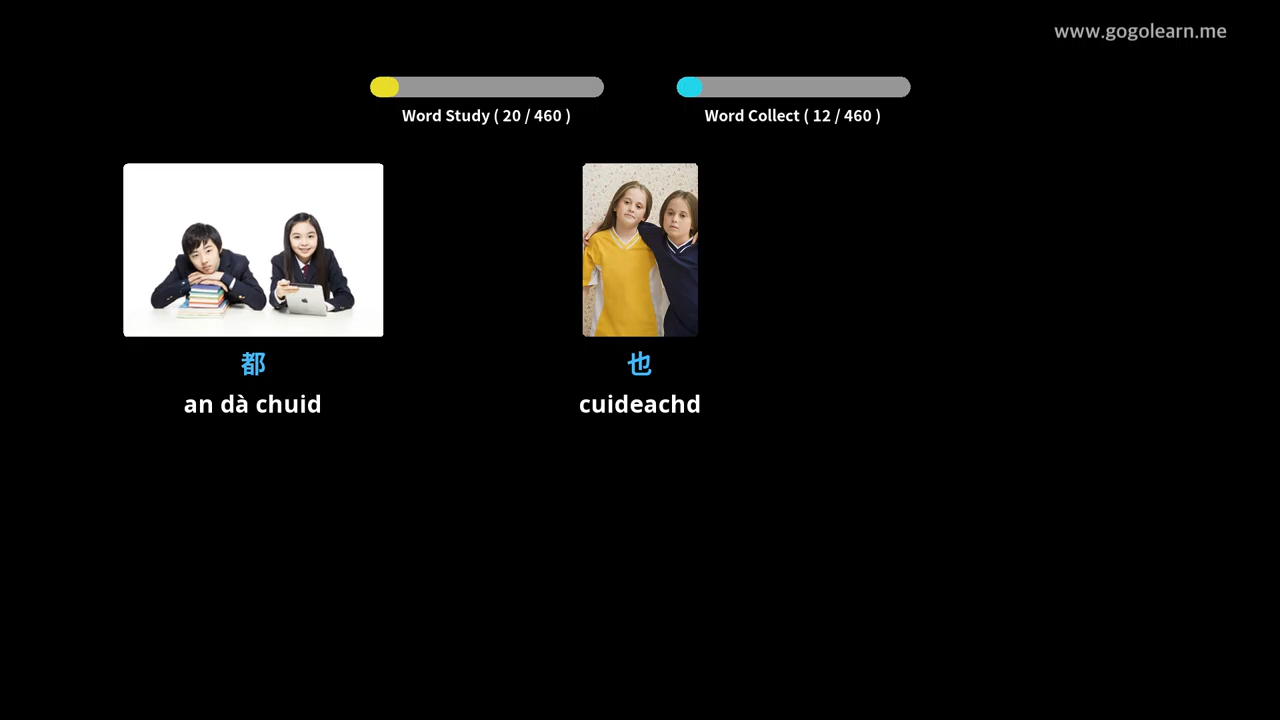 www.gogolearn.me
Word Study ( 20 / 460 )
Word Collect ( 12 / 460 )
都
也
an dà chuid
cuideachd